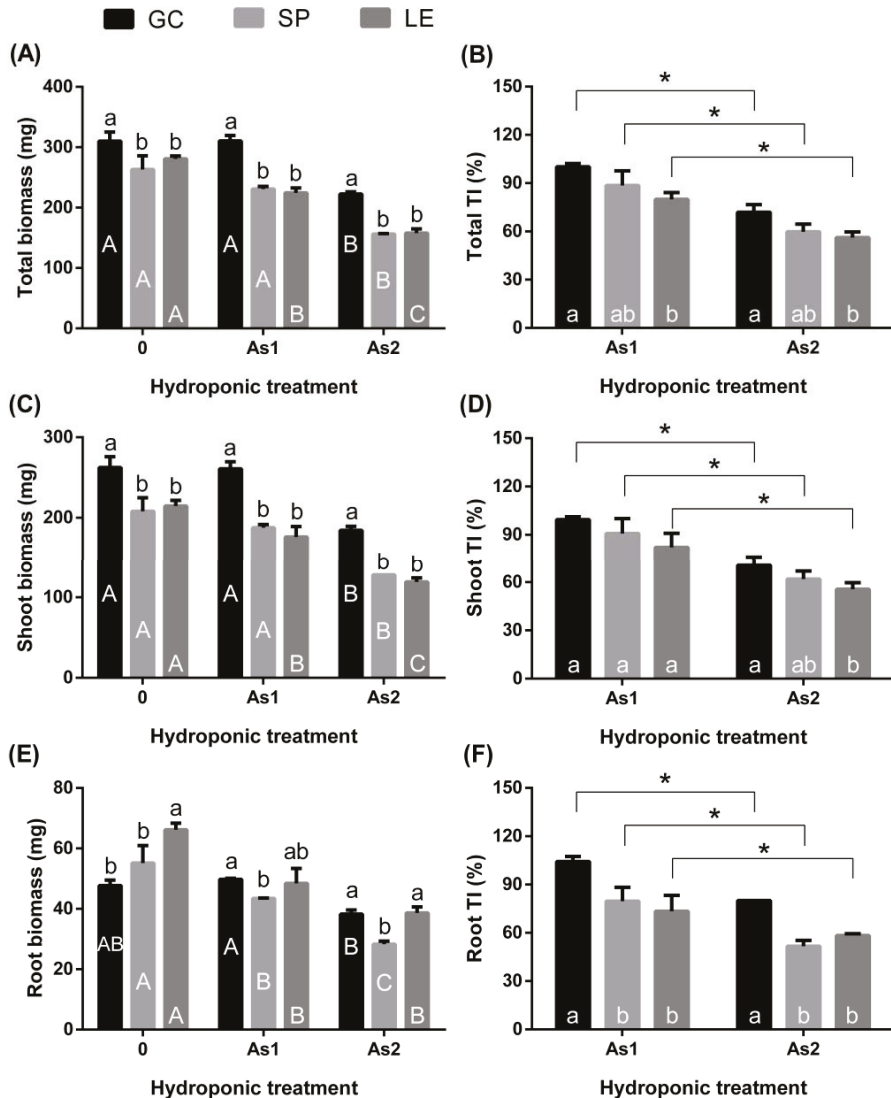 GC SP LE
(A)
Total biomass (mg)
400
300
200
100
0
a b b a b b a b b
A A A A A B B B C
0 As1 As2
Hydroponic treatment
(B)
Total TI (%)
150
120
90
60
30
0
*
*
*
a ab b a ab b
As1 As2
Hydroponic treatment
(C)
Shoot biomass (mg)
300
200
100
0
a b b a b b a b b
A A A A A B B B C
0 As1 As2
Hydroponic treatment
(D)
Shoot TI (%)
150
120
90
60
30
0
*
*
*
a a a a ab b
As1 As2
Hydroponic treatment
(E)
Root biomass (mg)
80
60
40
20
0
b b a a b ab a b a
AB A A A B B B C B
0 As1 As2
Hydroponic treatment
(F)
Root TI (%)
150
120
90
60
30
0
*
*
*
a b b a b b
As1 As2
Hydroponic treatment